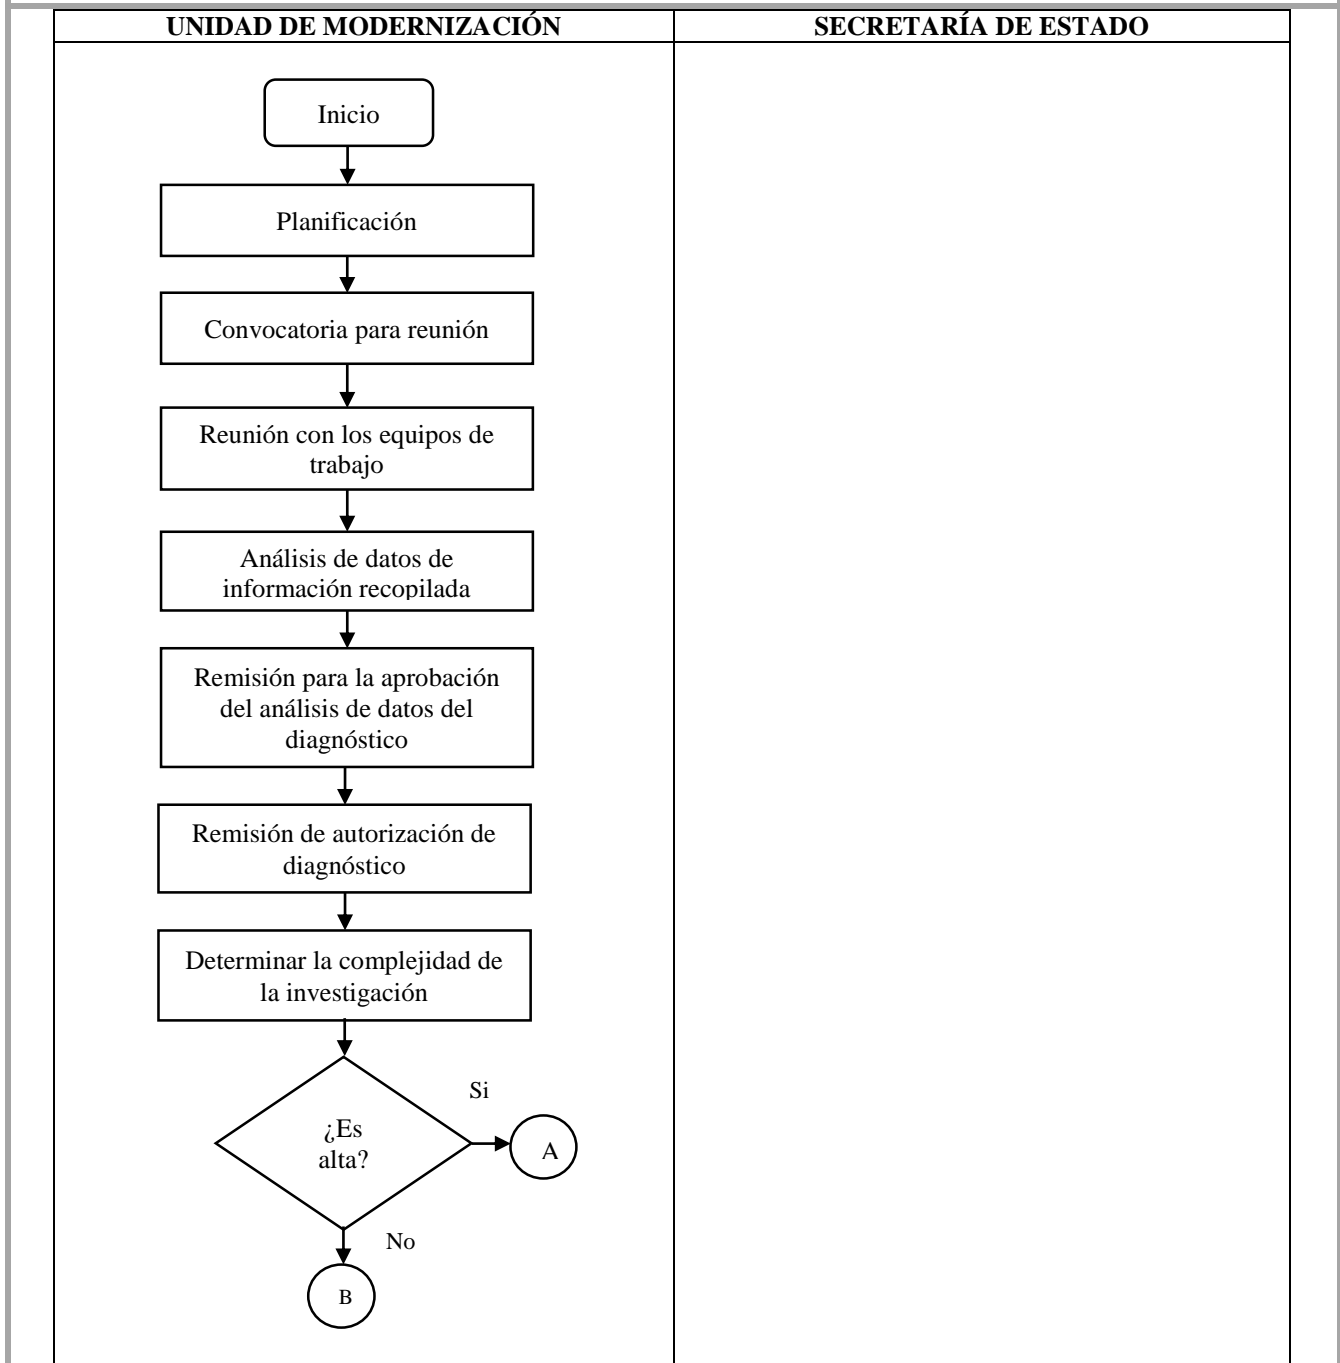 UNIDAD DE MODERNIZACIÓN
SECRETARÍA DE ESTADO
Inicio
Planificación
Convocatoria para reunión
Reunión con los equipos de
trabajo
Análisis de datos de
información recopilada
Remisión para la aprobación
del análisis de datos del
diagnóstico
Remisión de autorización de
diagnóstico
Determinar la complejidad de
la investigación
Si
¿Es
alta?
A
No
B